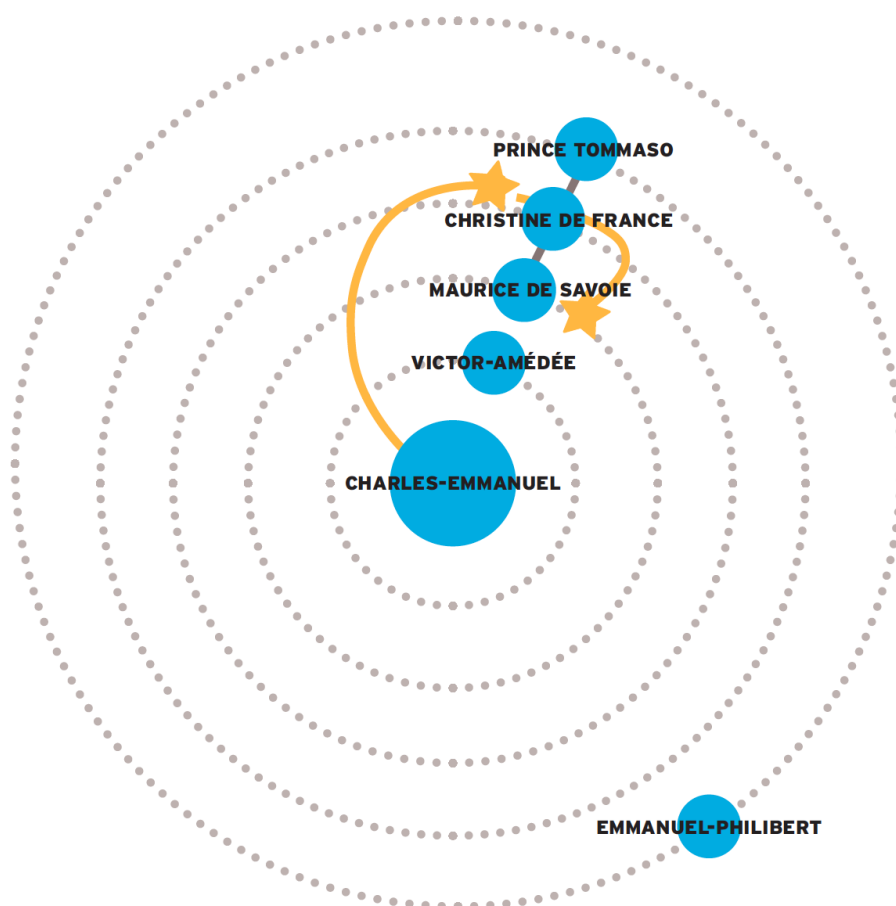 PRINCE TOMMASO
CHRISTINE DE FRANCE
MAURICE DE SAVOIE
VICTOR-AMÉDÉE
CHARLES-EMMANUEL
EMMANUEL-PHILIBERT